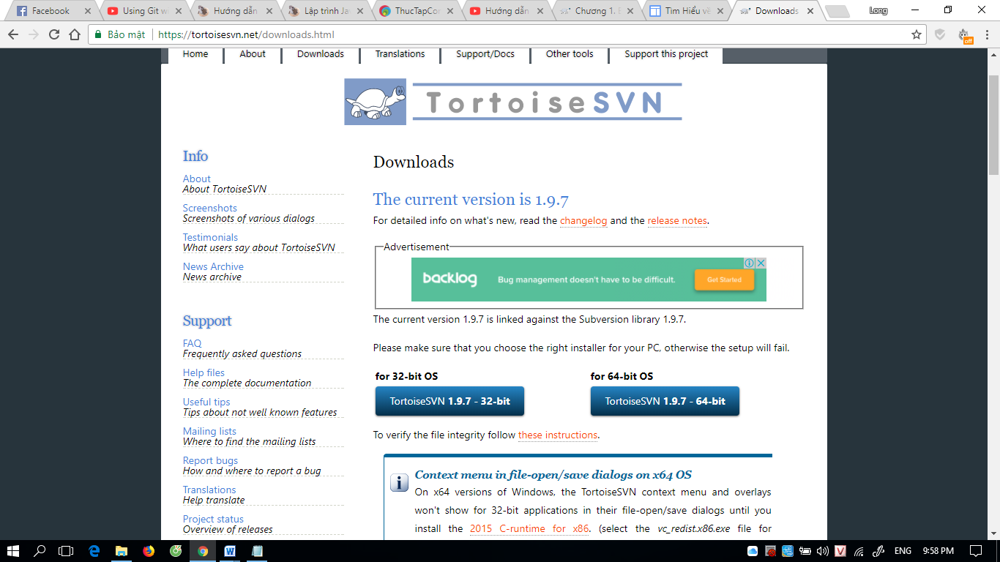 Facebook
Using Git w
Hướng dẫn
Lập trình Ja
ThucTapCor
Hướng dẫn
Chương 1.
Tìm Hiểu về
Downloads
Long
Bảo mật
https://tortoisesvn.net/downloads.html
off
Home
About
Downloads
Translations
Support/Docs
Other tools
Support this project
TortoiseSVN
Info
About
About TortoiseSVN
Screenshots
Screenshots of various dialogs
Testimonials
What users say about TortoiseSVN
News Archive
News archive
Support
FAQ
Frequently asked questions
Help files
The complete documentation
Useful tips
Tips about not well known features
Mailing lists
Where to find the mailing lists
Report bugs
How and where to report a bug
Translations
Help translate
Project status
Overview of releases
Downloads
The current version is 1.9.7
For detailed info on what's new, read the changelog and the release notes.
Advertisement
backlog
Bug management doesn't have to be difficult.
Get Started
The current version 1.9.7 is linked against the Subversion library 1.9.7.
Please make sure that you choose the right installer for your PC, otherwise the setup will fail.
for 32-bit OS
for 64-bit OS
TortoiseSVN 1.9.7 - 32-bit
TortoiseSVN 1.9.7 - 64-bit
To verify the file integrity follow these instructions.
Context menu in file-open/save dialogs on x64 OS
On x64 versions of Windows, the TortoiseSVN context menu and overlays
won't show for 32-bit applications in their file-open/save dialogs until you
install the 2015 C-runtime for x86. (select the vc_redist.x86.exe file for
ENG
9:58 PM